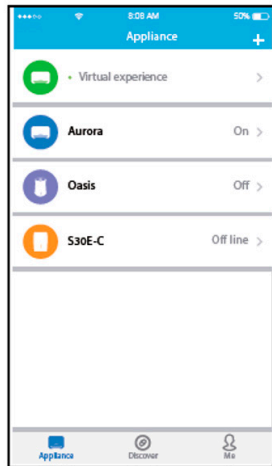 8:08 AM 50%
Appliance +
• Virtual experience >
Aurora On >
Oasis Off >
S30E-C Off line >
Appliance Discover Me